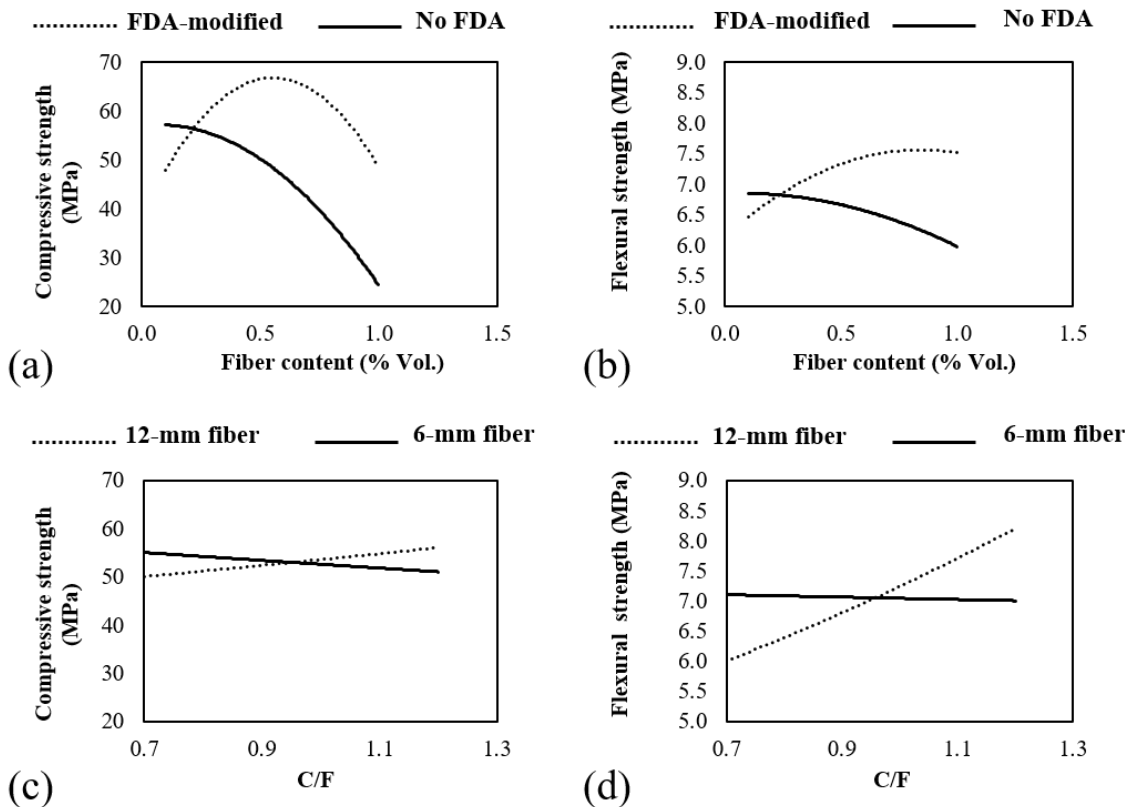 FDA-modified No FDA
Compressive strength
(MPa)
70
60
50
40
30
20
0.0 0.5 1.0 1.5
Fiber content (% Vol.)
(a)
FDA-modified No FDA
Flexural strength (MPa)
9.0
8.5
8.0
7.5
7.0
6.5
6.0
5.5
5.0
0.0 0.5 1.0 1.5
Fiber content (% Vol.)
(b)
12-mm fiber 6-mm fiber
Compressive strength
(MPa)
70
60
50
40
30
20
0.7 0.9 1.1 1.3
C/F
(c)
12-mm fiber 6-mm fiber
Flexural strength (MPa)
9.0
8.5
8.0
7.5
7.0
6.5
6.0
5.5
5.0
0.7 0.9 1.1 1.3
C/F
(d)